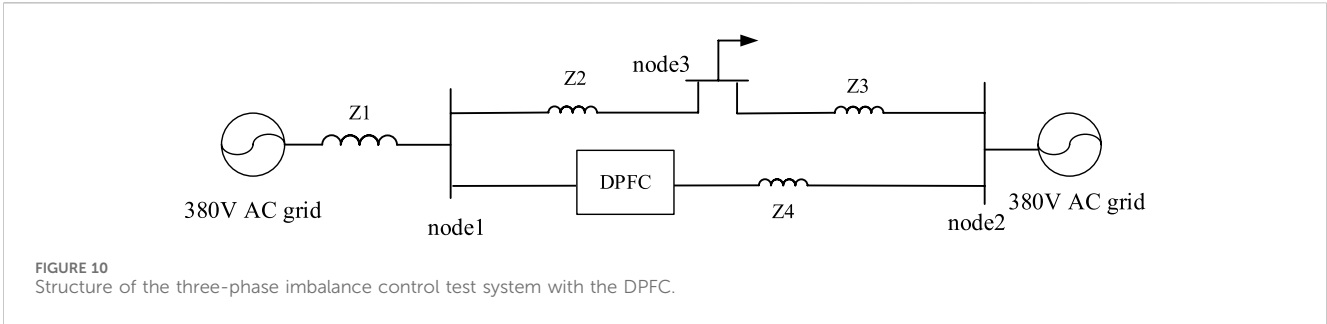 node3
Z2
Z3
Z1
DPFC
Z4
380V AC grid
node1
node2
380V AC grid
FIGURE 10
Structure of the three-phase imbalance control test system with the DPFC.